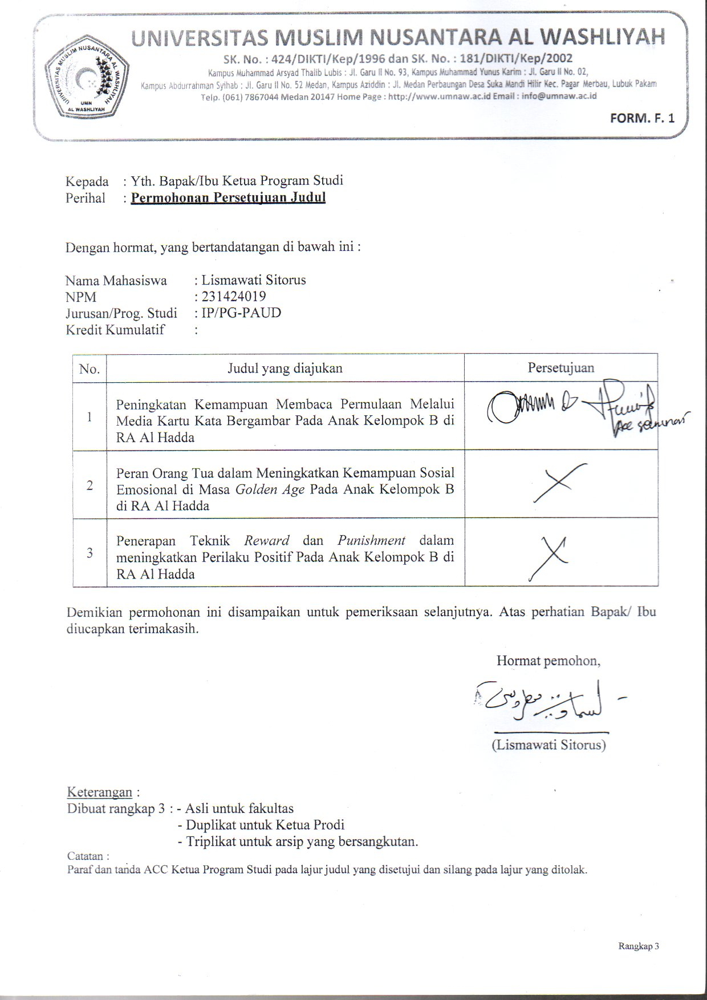 UNIVERSITAS MUSLIM NUSANTARA AL WASHLIYAH
UNIVERSITAS MUSLIM NUSANTARA AL WASHLIYAH
UMN
AL WASHLIYAH
SK. No. : 424/DIKTI/Kep/1996 dan SK. No. : 181/DIKTI/Kep/2002
Kampus Muhammad Arsyad Thalib Lubis : Jl. Garu II No. 93, Kampus Muhammad Yunus Karim : Jl. Garu II No. 02,
Kampus Abdurrahman Syihab : Jl. Garu II No. 52 Medan, Kampus Aziddin : Jl. Medan Perbaungan Desa Suka Mandi Hilir Kec. Pagar Merbau, Lubuk Pakam
Telp. (061) 7867044 Medan 20147 Home Page : http://www.umnaw.ac.id Email : info@umnaw.ac.id
FORM. F. 1
Kepada : Yth. Bapak/Ibu Ketua Program Studi
Perihal : Permohonan Persetujuan Judul
Dengan hormat, yang bertandatangan di bawah ini :
Nama Mahasiswa : Lismawati Sitorus
NPM : 231424019
Jurusan/Prog. Studi : IP/PG-PAUD
Kredit Kumulatif :
No. Judul yang diajukan Persetujuan
1 Peningkatan Kemampuan Membaca Permulaan Melalui
Media Kartu Kata Bergambar Pada Anak Kelompok B di
RA Al Hadda
Acc seminar
2 Peran Orang Tua dalam Meningkatkan Kemampuan Sosial
Emosional di Masa Golden Age Pada Anak Kelompok B
di RA Al Hadda
3 Penerapan Teknik Reward dan Punishment dalam
meningkatkan Perilaku Positif Pada Anak Kelompok B di
RA Al Hadda
Demikian permohonan ini disampaikan untuk pemeriksaan selanjutnya. Atas perhatian Bapak/ Ibu
diucapkan terimakasih.
Hormat pemohon,
(Lismawati Sitorus)
Keterangan :
Dibuat rangkap 3 : - Asli untuk fakultas
- Duplikat untuk Ketua Prodi
- Triplikat untuk arsip yang bersangkutan.
Catatan :
Paraf dan tanda ACC Ketua Program Studi pada lajur judul yang disetujui dan silang pada lajur yang ditolak.
Rangkap 3